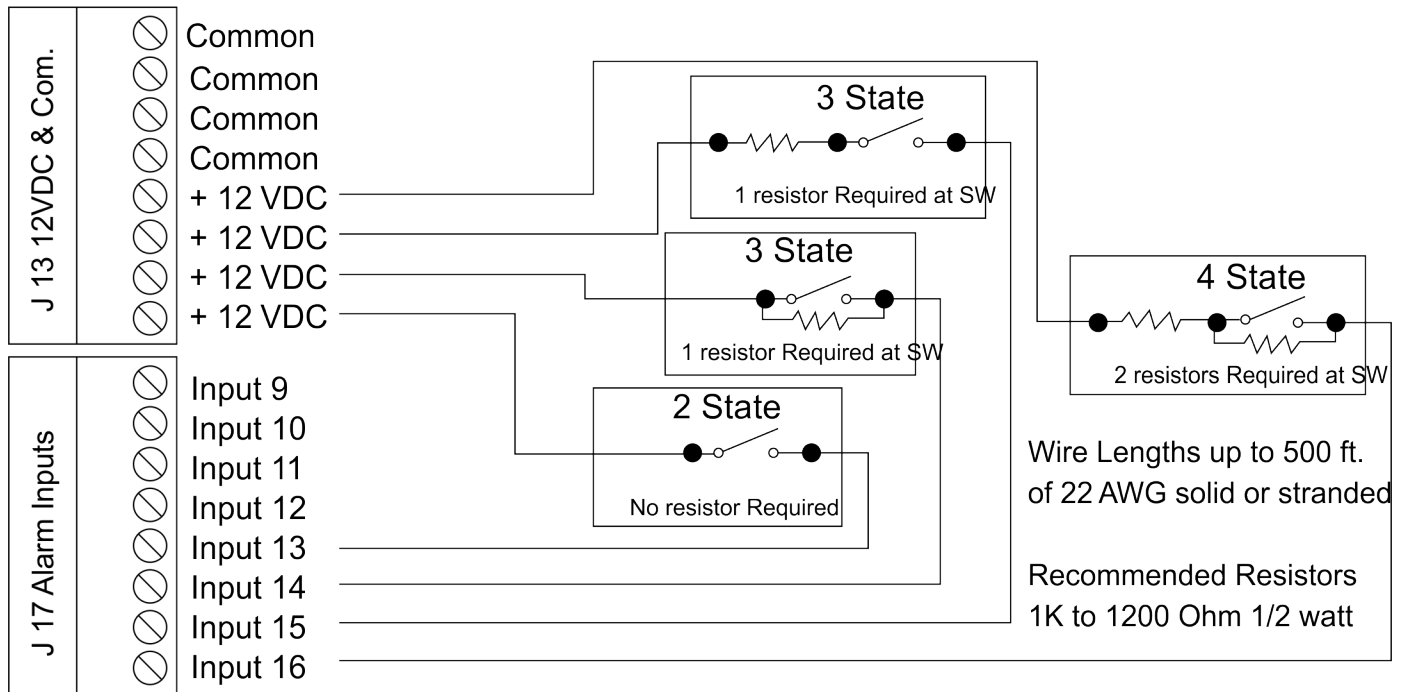 J 13 12VDC & Com.
Common
Common
Common
Common
+ 12 VDC
+ 12 VDC
+ 12 VDC
+ 12 VDC
J 17 Alarm Inputs
Input 9
Input 10
Input 11
Input 12
Input 13
Input 14
Input 15
Input 16
3 State
1 resistor Required at SW
3 State
1 resistor Required at SW
2 State
No resistor Required
4 State
2 resistors Required at SW
Wire Lengths up to 500 ft.
of 22 AWG solid or stranded
Recommended Resistors
1K to 1200 Ohm 1/2 watt